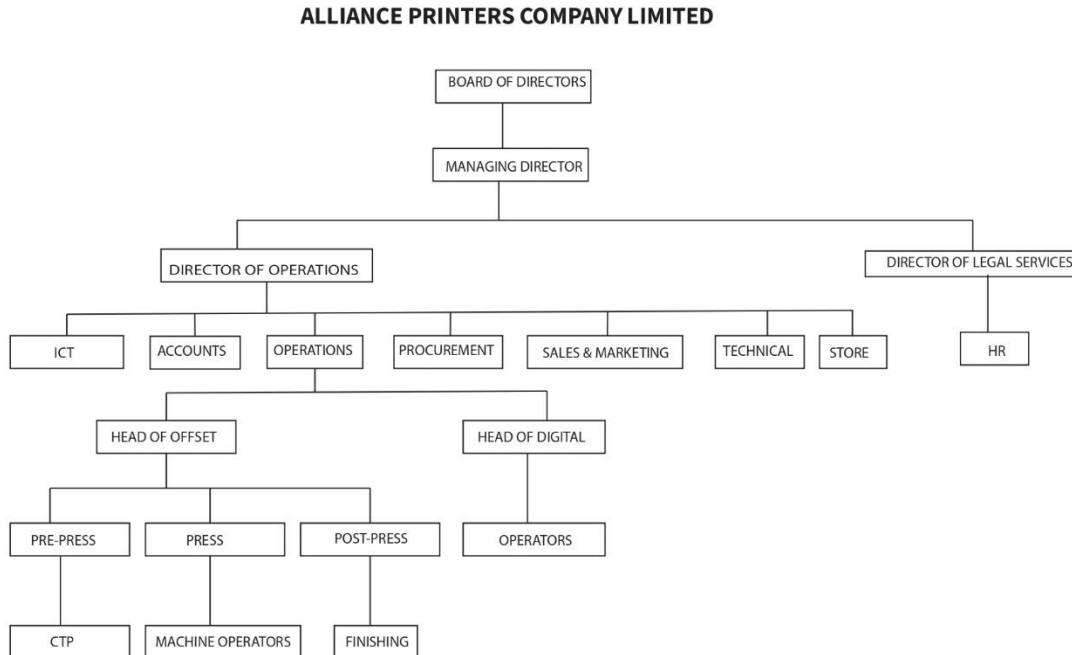 ALLIANCE PRINTERS COMPANY LIMITED
BOARD OF DIRECTORS
MANAGING DIRECTOR
DIRECTOR OF OPERATIONS
DIRECTOR OF LEGAL SERVICES
ICT
ACCOUNTS
OPERATIONS
PROCUREMENT
SALES & MARKETING
TECHNICAL
STORE
HR
HEAD OF OFFSET
HEAD OF DIGITAL
PRE-PRESS
PRESS
POST-PRESS
OPERATORS
CTP
MACHINE OPERATORS
FINISHING